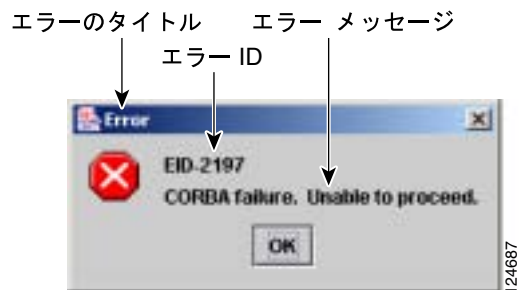 エラーのタイトル
エラー メッセージ
エラー ID
Error
EID-2197
CORBA failure. Unable to proceed.
OK
124687